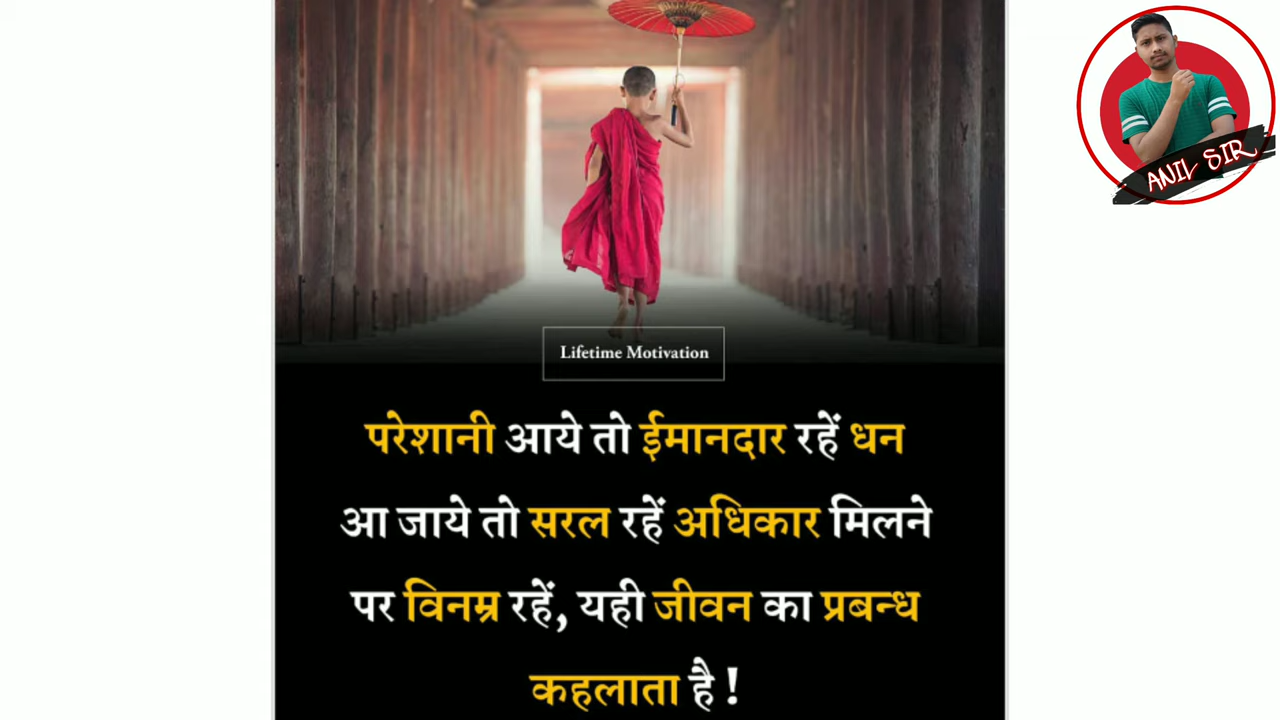 ANIL SIR
Lifetime Motivation
परेशानी आये तो ईमानदार रहें धन
आ जाये तो सरल रहें अधिकार मिलने
पर विनम्र रहें, यही जीवन का प्रबन्ध
कहलाता है !